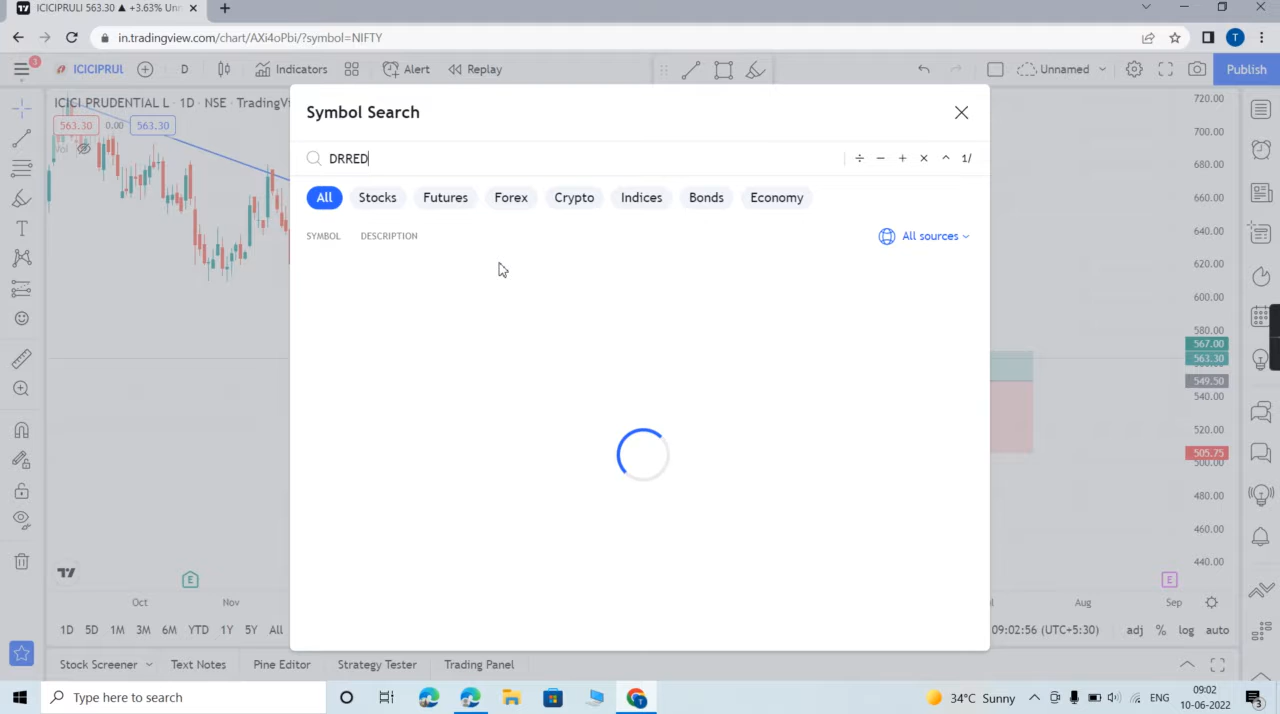 ICICIPRULI 563.30 ▲ +3.63% Unn
in.tradingview.com/chart/AXi4oPbi/?symbol=NIFTY
T
3
ICICIPRUL
D
Indicators
Alert
Replay
Unnamed
Publish
ICICI PRUDENTIAL L · 1D · NSE · TradingVi
563.30
0.00
563.30
Vol
Symbol Search
DRRED
÷ − + × ^ 1/
All
Stocks
Futures
Forex
Crypto
Indices
Bonds
Economy
SYMBOL
DESCRIPTION
All sources
720.00
700.00
680.00
660.00
640.00
620.00
600.00
580.00
567.00
563.30
549.50
540.00
520.00
505.75
500.00
480.00
460.00
440.00
E
E
Oct
Nov
Aug
Sep
1D 5D 1M 3M 6M YTD 1Y 5Y All
09:02:56 (UTC+5:30)
adj % log auto
Stock Screener
Text Notes
Pine Editor
Strategy Tester
Trading Panel
Type here to search
T
34°C Sunny
ENG
09:02
10-06-2022
3